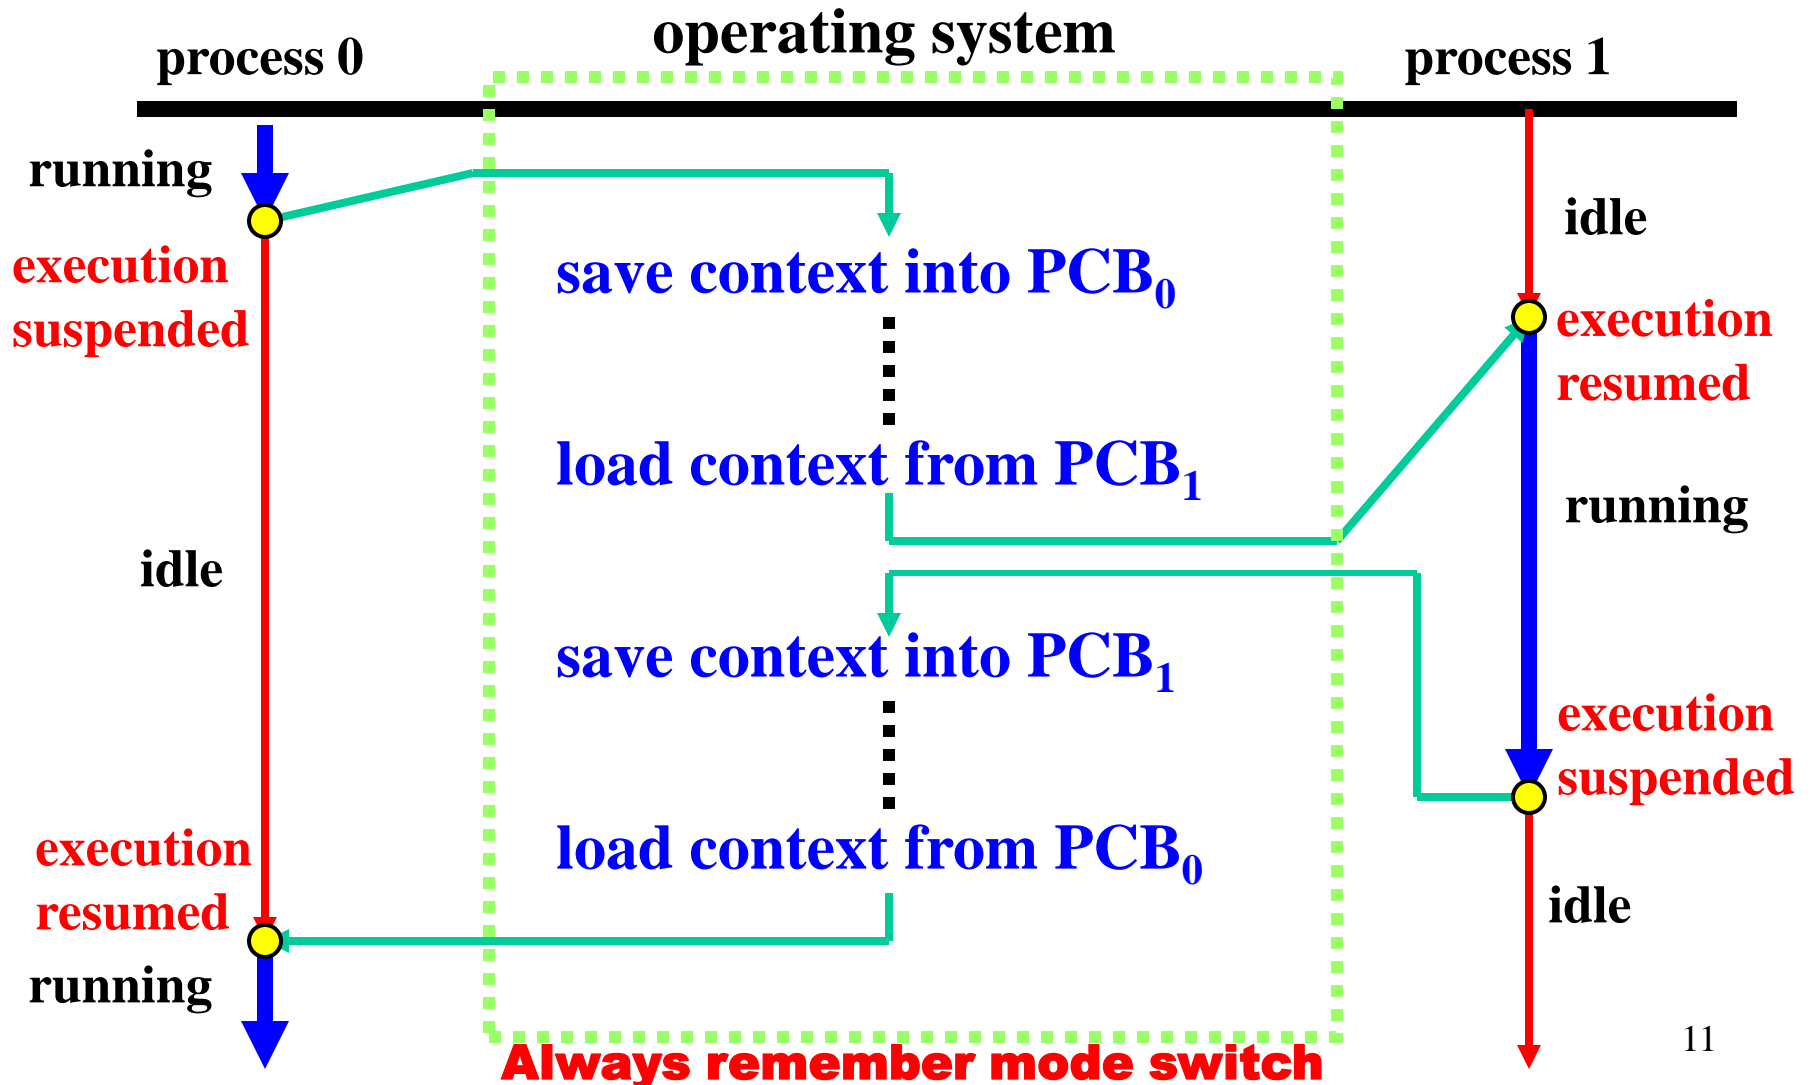 operating system
process 0
process 1
running
idle
execution
suspended
save context into PCB0
execution
resumed
load context from PCB1
running
idle
save context into PCB1
execution
suspended
load context from PCB0
execution
resumed
idle
running
11
Always remember mode switch